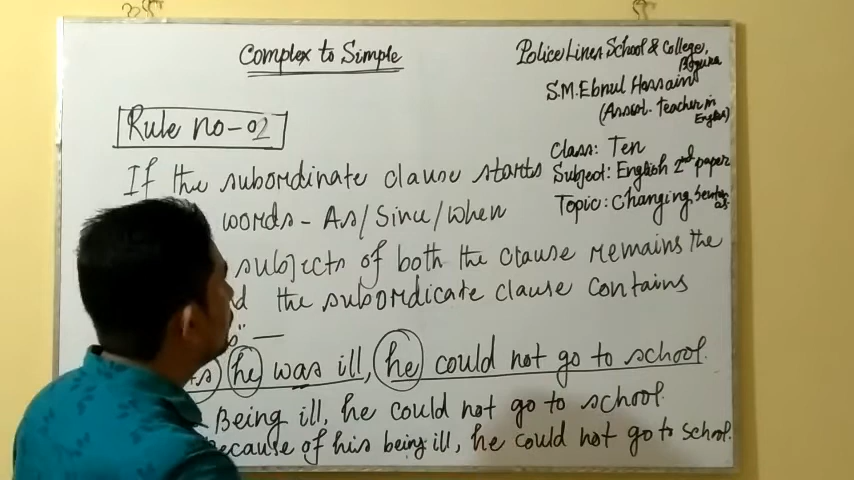 Complex to Simple
Police Lines School & College,
Bogura
S.M. Ebnul Hossain
(Assist. Teacher in
English)
Class: Ten
Subject: English 2nd paper
Topic: Changing senten
Rule no-02
If the subordinate clause starts
words - As/Since/When
subjects of both the clause remains the
the subordicate clause contains
he was ill, he could not go to school.
Being ill, he could not go to school.
Because of his being ill, he could not go to school.